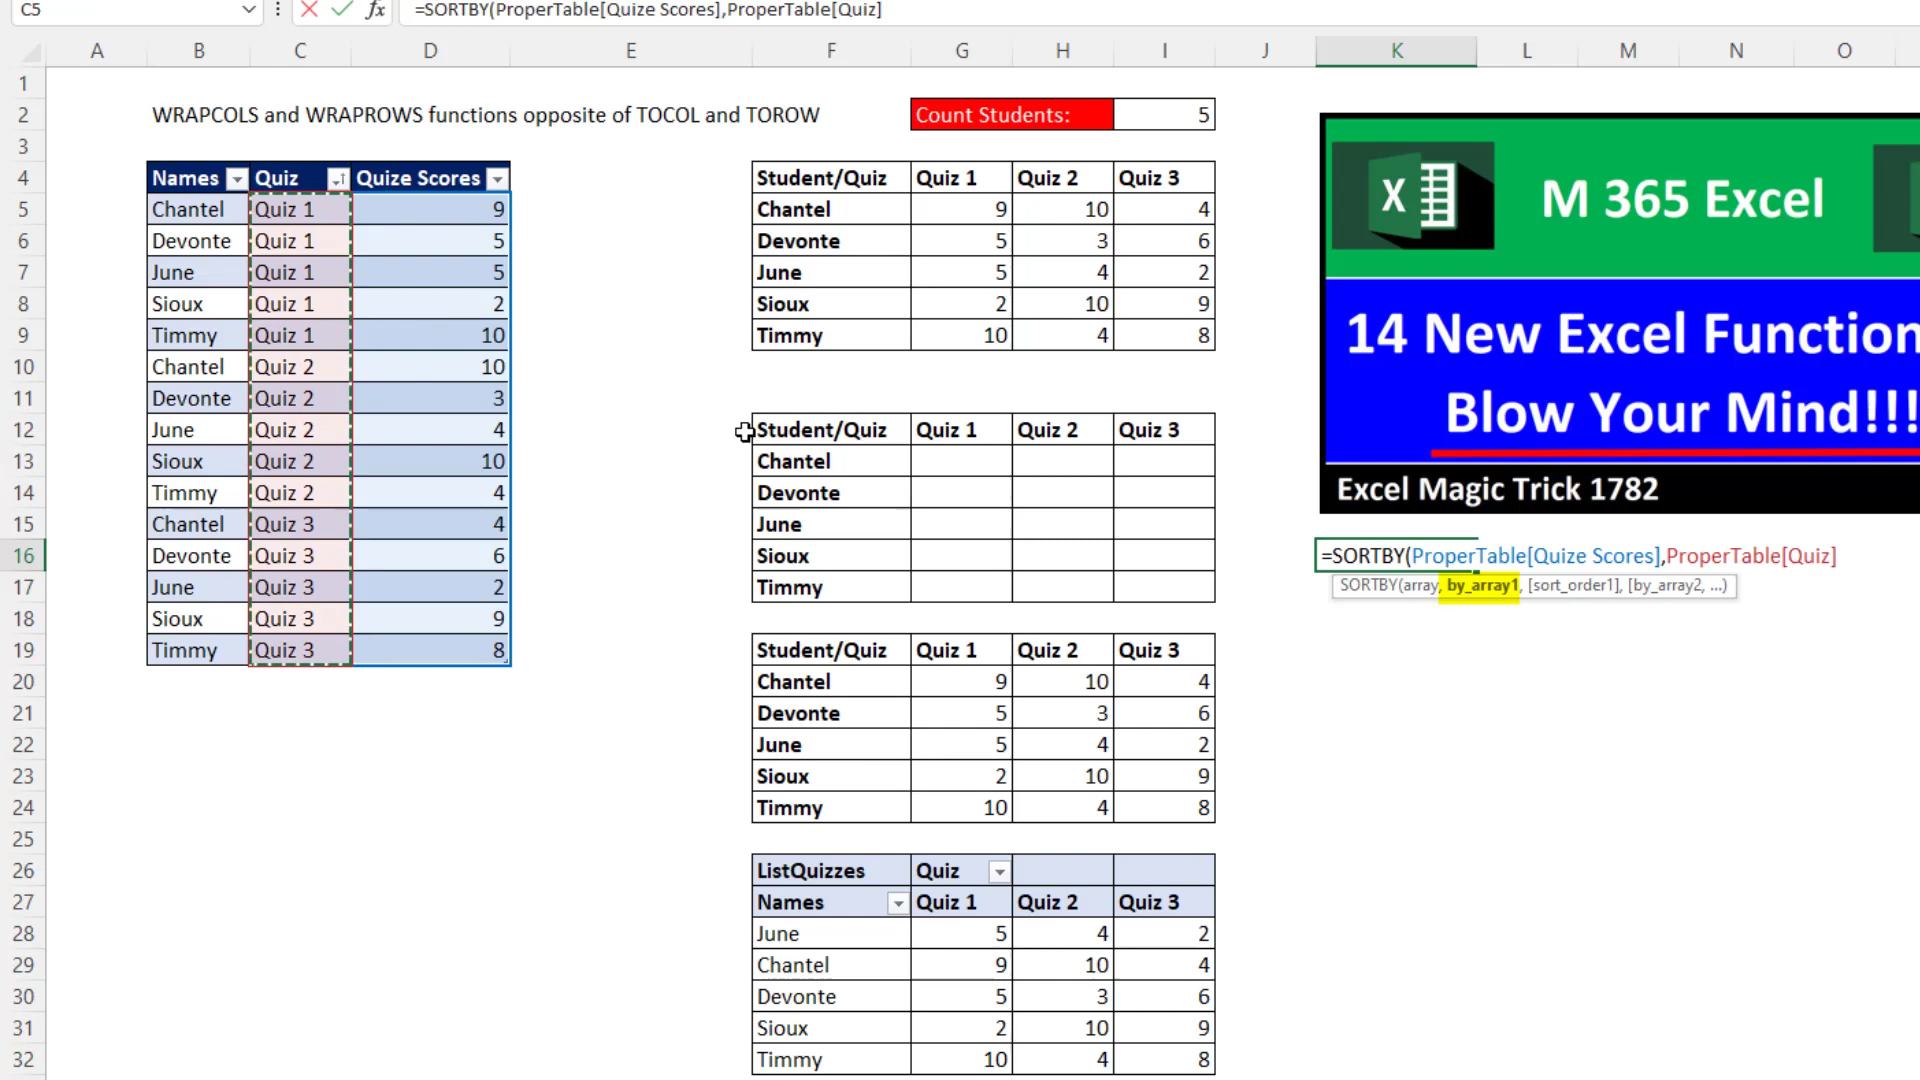 C5 =SORTBY(ProperTable[Quize Scores],ProperTable[Quiz]
A B C D E F G H I J K L M N O
1
2 WRAPCOLS and WRAPROWS functions opposite of TOCOL and TOROW Count Students: 5
3
4 Names Quiz Quize Scores Student/Quiz Quiz 1 Quiz 2 Quiz 3
5 Chantel Quiz 1 9 Chantel 9 10 4
6 Devonte Quiz 1 5 Devonte 5 3 6
7 June Quiz 1 5 June 5 4 2
8 Sioux Quiz 1 2 Sioux 2 10 9
9 Timmy Quiz 1 10 Timmy 10 4 8
10 Chantel Quiz 2 10
11 Devonte Quiz 2 3
12 June Quiz 2 4 Student/Quiz Quiz 1 Quiz 2 Quiz 3
13 Sioux Quiz 2 10 Chantel
14 Timmy Quiz 2 4 Devonte
15 Chantel Quiz 3 4 June
16 Devonte Quiz 3 6 Sioux
17 June Quiz 3 2 Timmy
18 Sioux Quiz 3 9
19 Timmy Quiz 3 8 Student/Quiz Quiz 1 Quiz 2 Quiz 3
20 Chantel 9 10 4
21 Devonte 5 3 6
22 June 5 4 2
23 Sioux 2 10 9
24 Timmy 10 4 8
25
26 ListQuizzes Quiz
27 Names Quiz 1 Quiz 2 Quiz 3
28 June 5 4 2
29 Chantel 9 10 4
30 Devonte 5 3 6
31 Sioux 2 10 9
32 Timmy 10 4 8
X M 365 Excel
14 New Excel Function
Blow Your Mind!!!
Excel Magic Trick 1782
=SORTBY(ProperTable[Quize Scores],ProperTable[Quiz]
SORTBY(array, by_array1, [sort_order1], [by_array2, ...)